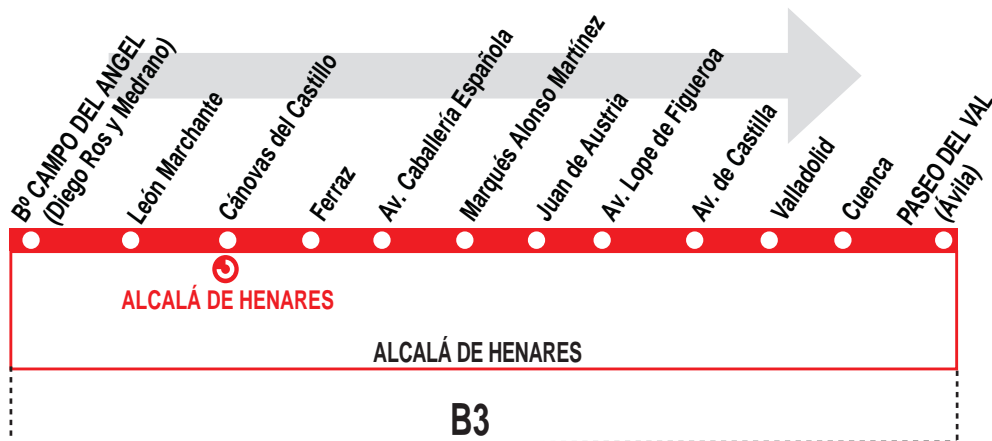 Bº CAMPO DEL ANGEL
(Diego Ros y Medrano)
León Marchante
Cánovas del Castillo
Ferraz
Av. Caballería Española
Marqués Alonso Martínez
Juan de Austria
Av. Lope de Figueroa
Av. de Castilla
Valladolid
Cuenca
PASEO DEL VAL
(Ávila)
ALCALÁ DE HENARES
ALCALÁ DE HENARES
B3